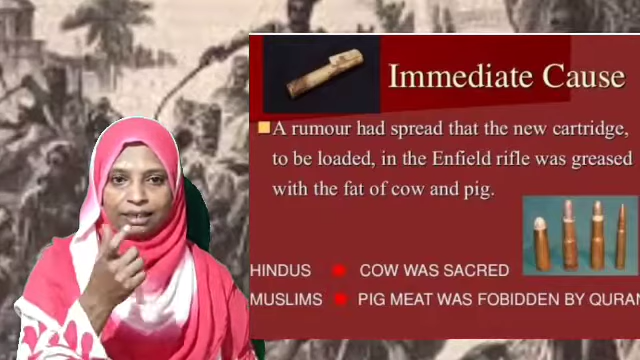 Immediate Cause
A rumour had spread that the new cartridge,
to be loaded, in the Enfield rifle was greased
with the fat of cow and pig.
HINDUS COW WAS SACRED
MUSLIMS PIG MEAT WAS FOBIDDEN BY QURAN